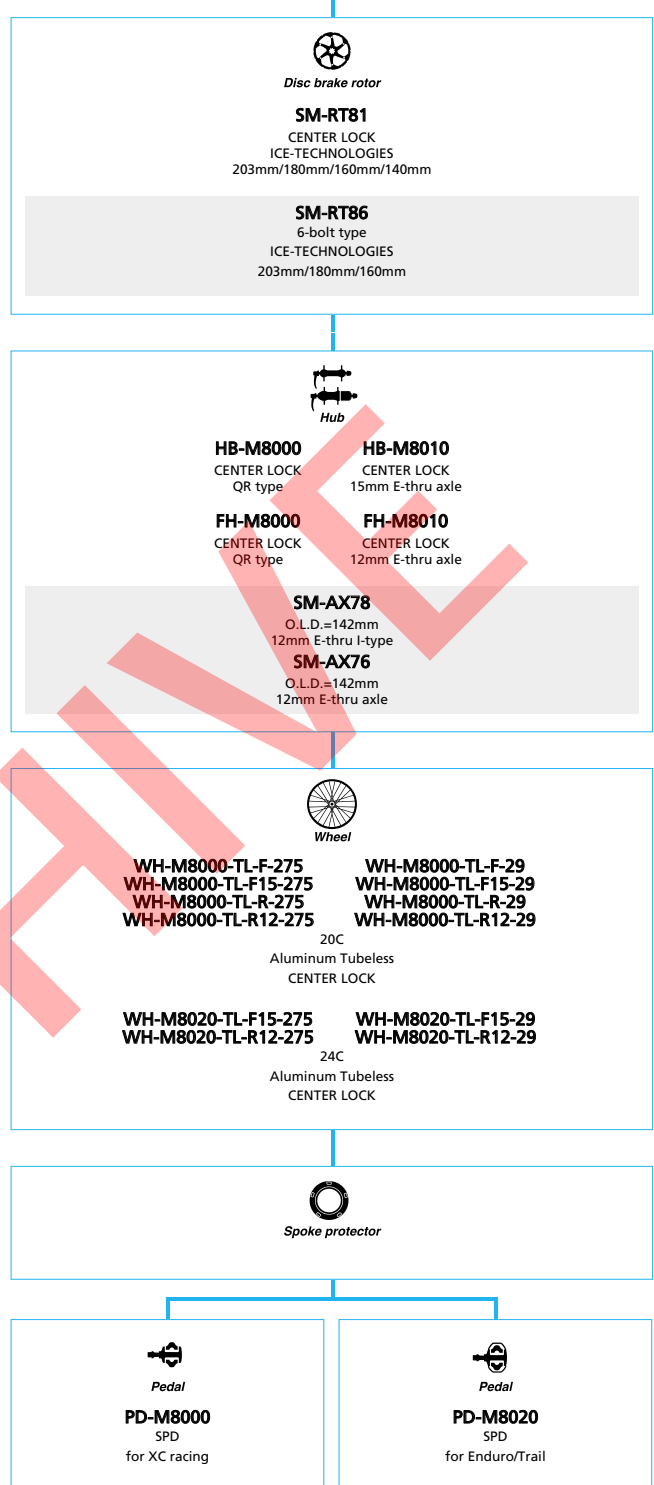 Disc brake rotor
SM-RT81
CENTER LOCK
ICE-TECHNOLOGIES
203mm/180mm/160mm/140mm
SM-RT86
6-bolt type
ICE-TECHNOLOGIES
203mm/180mm/160mm
Hub
HB-M8000 HB-M8010
CENTER LOCK CENTER LOCK
QR type 15mm E-thru axle
FH-M8000 FH-M8010
CENTER LOCK CENTER LOCK
QR type 12mm E-thru axle
SM-AX78
O.L.D.=142mm
12mm E-thru I-type
SM-AX76
O.L.D.=142mm
12mm E-thru axle
HIVE
Wheel
WH-M8000-TL-F-275 WH-M8000-TL-F-29
WH-M8000-TL-F15-275 WH-M8000-TL-F15-29
WH-M8000-TL-R-275 WH-M8000-TL-R-29
WH-M8000-TL-R12-275 WH-M8000-TL-R12-29
20C
Aluminum Tubeless
CENTER LOCK
WH-M8020-TL-F15-275 WH-M8020-TL-F15-29
WH-M8020-TL-R12-275 WH-M8020-TL-R12-29
24C
Aluminum Tubeless
CENTER LOCK
Spoke protector
Pedal
PD-M8000
SPD
for XC racing
Pedal
PD-M8020
SPD
for Enduro/Trail